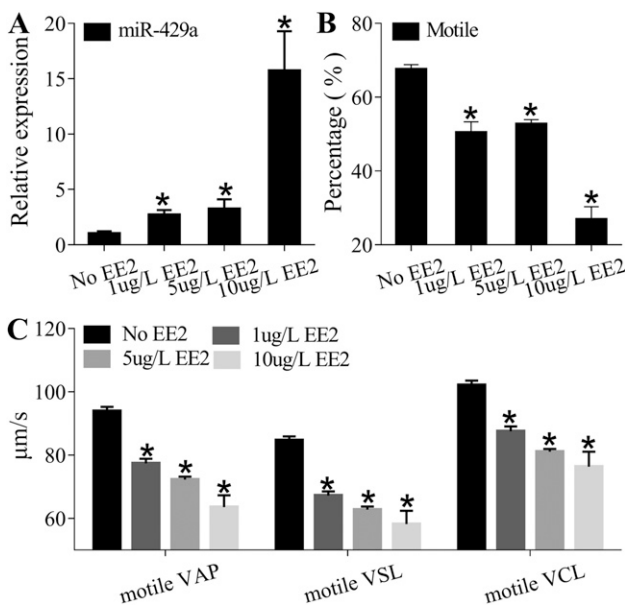 A
miR-429a
Relative expression
20
15
10
5
0
No EE2
1ug/L EE2
5ug/L EE2
10ug/L EE2
*
*
*
B
Motile
Percentage ( % )
80
60
40
20
No EE2
1ug/L EE2
5ug/L EE2
10ug/L EE2
*
*
*
C
No EE2
1ug/L EE2
5ug/L EE2
10ug/L EE2
μm/s
120
100
80
60
*
*
*
*
*
*
*
*
*
motile VAP
motile VSL
motile VCL